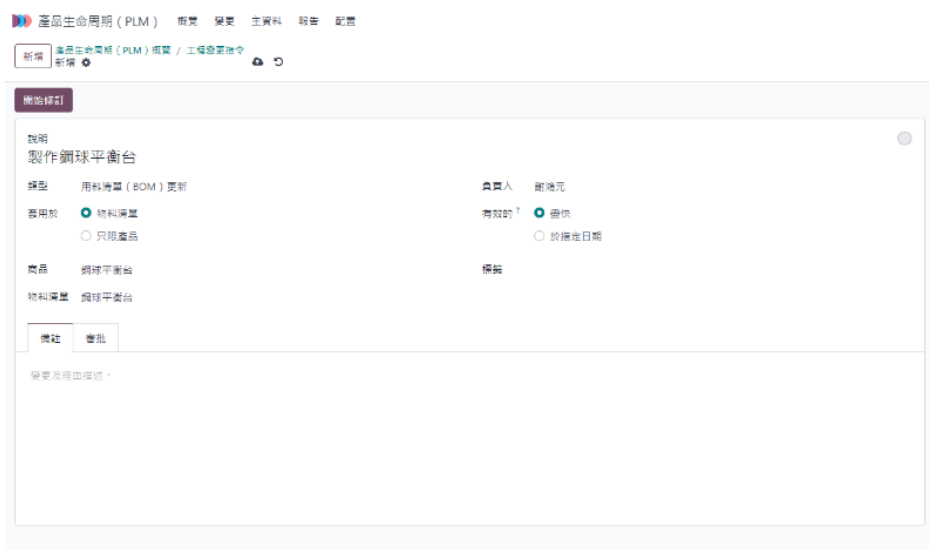 產品生命周期 ( PLM ) 概覽 變更 主資料 報告 配置
新增 產品生命周期 ( PLM ) 概覽 / 工程變更指令
新增
開始修訂
說明
製作鋼球平衡台
類型 用料清單 ( BOM ) 更新 負責人 謝鴻元
套用於 物料清單 有效的 ? 盡快
只限產品 於指定日期
商品 鋼球平衡台 標籤
物料清單 鋼球平衡台
備註 審批
變更及理由描述。